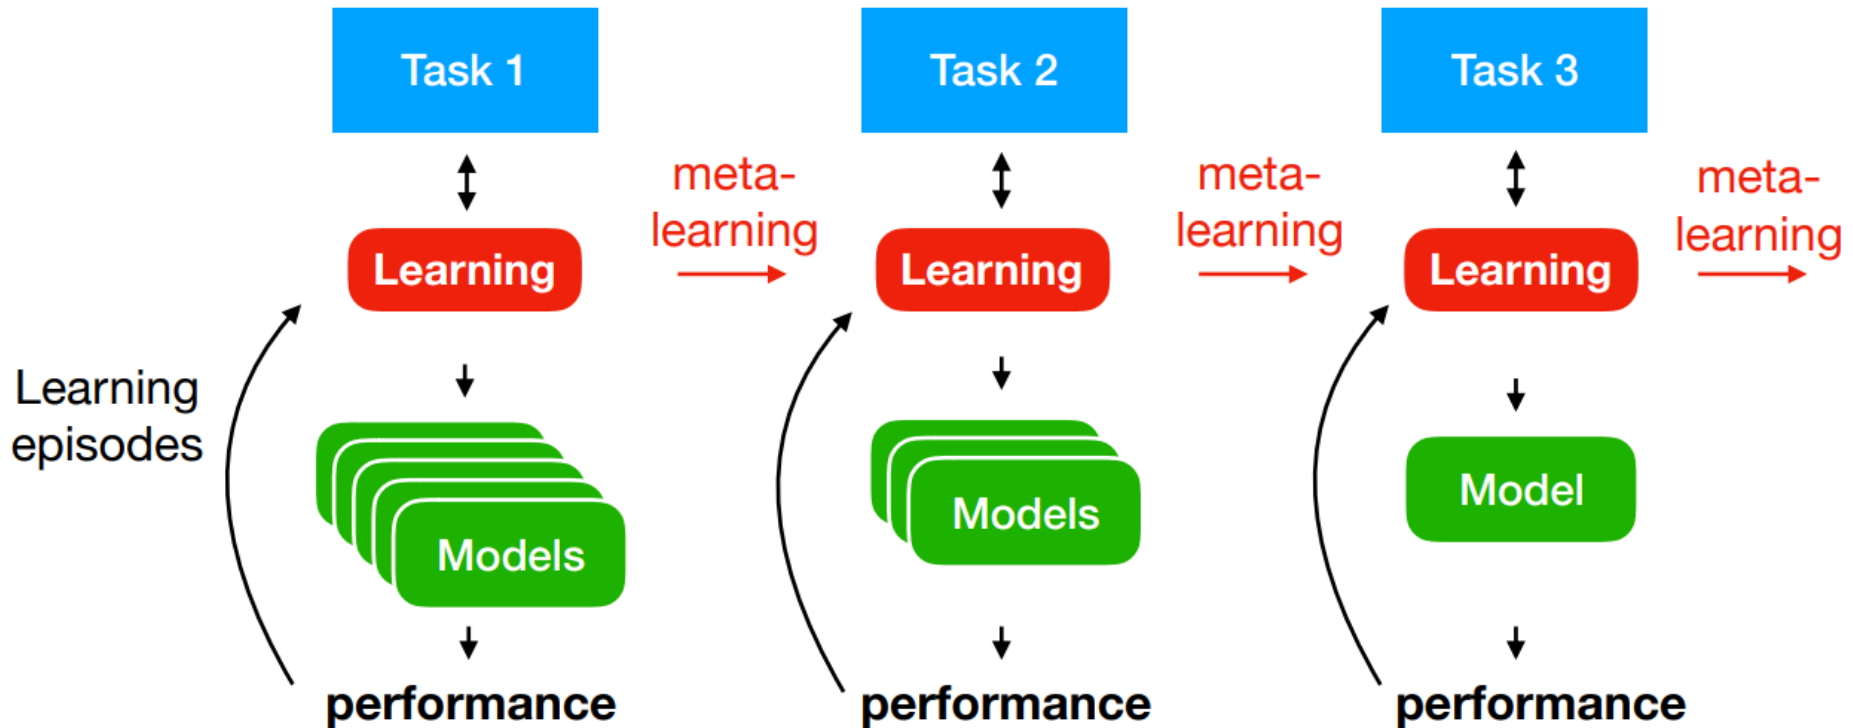 Task 1
Task 2
Task 3
meta-
learning
meta-
learning
meta-
learning
Learning
Learning
Learning
Learning
episodes
Models
Models
Model
performance
performance
performance